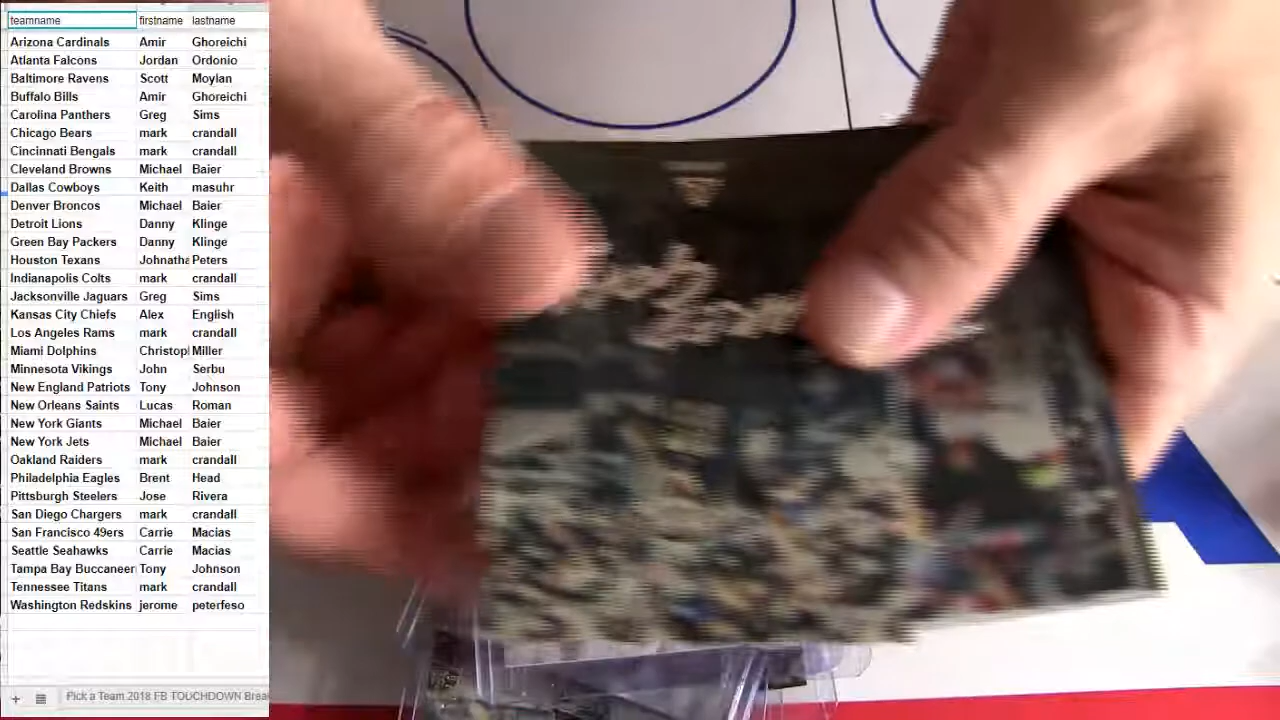 teamname firstname lastname
Arizona Cardinals Amir Ghoreichi
Atlanta Falcons Jordan Ordonio
Baltimore Ravens Scott Moylan
Buffalo Bills Amir Ghoreichi
Carolina Panthers Greg Sims
Chicago Bears mark crandall
Cincinnati Bengals mark crandall
Cleveland Browns Michael Baier
Dallas Cowboys Keith masuhr
Denver Broncos Michael Baier
Detroit Lions Danny Klinge
Green Bay Packers Danny Klinge
Houston Texans Johnatha Peters
Indianapolis Colts mark crandall
Jacksonville Jaguars Greg Sims
Kansas City Chiefs Alex English
Los Angeles Rams mark crandall
Miami Dolphins Christop Miller
Minnesota Vikings John Serbu
New England Patriots Tony Johnson
New Orleans Saints Lucas Roman
New York Giants Michael Baier
New York Jets Michael Baier
Oakland Raiders mark crandall
Philadelphia Eagles Brent Head
Pittsburgh Steelers Jose Rivera
San Diego Chargers mark crandall
San Francisco 49ers Carrie Macias
Seattle Seahawks Carrie Macias
Tampa Bay Buccaneer Tony Johnson
Tennessee Titans mark crandall
Washington Redskins jerome peterfeso
Pick a Team 2018 FB TOUCHDOWN Brea